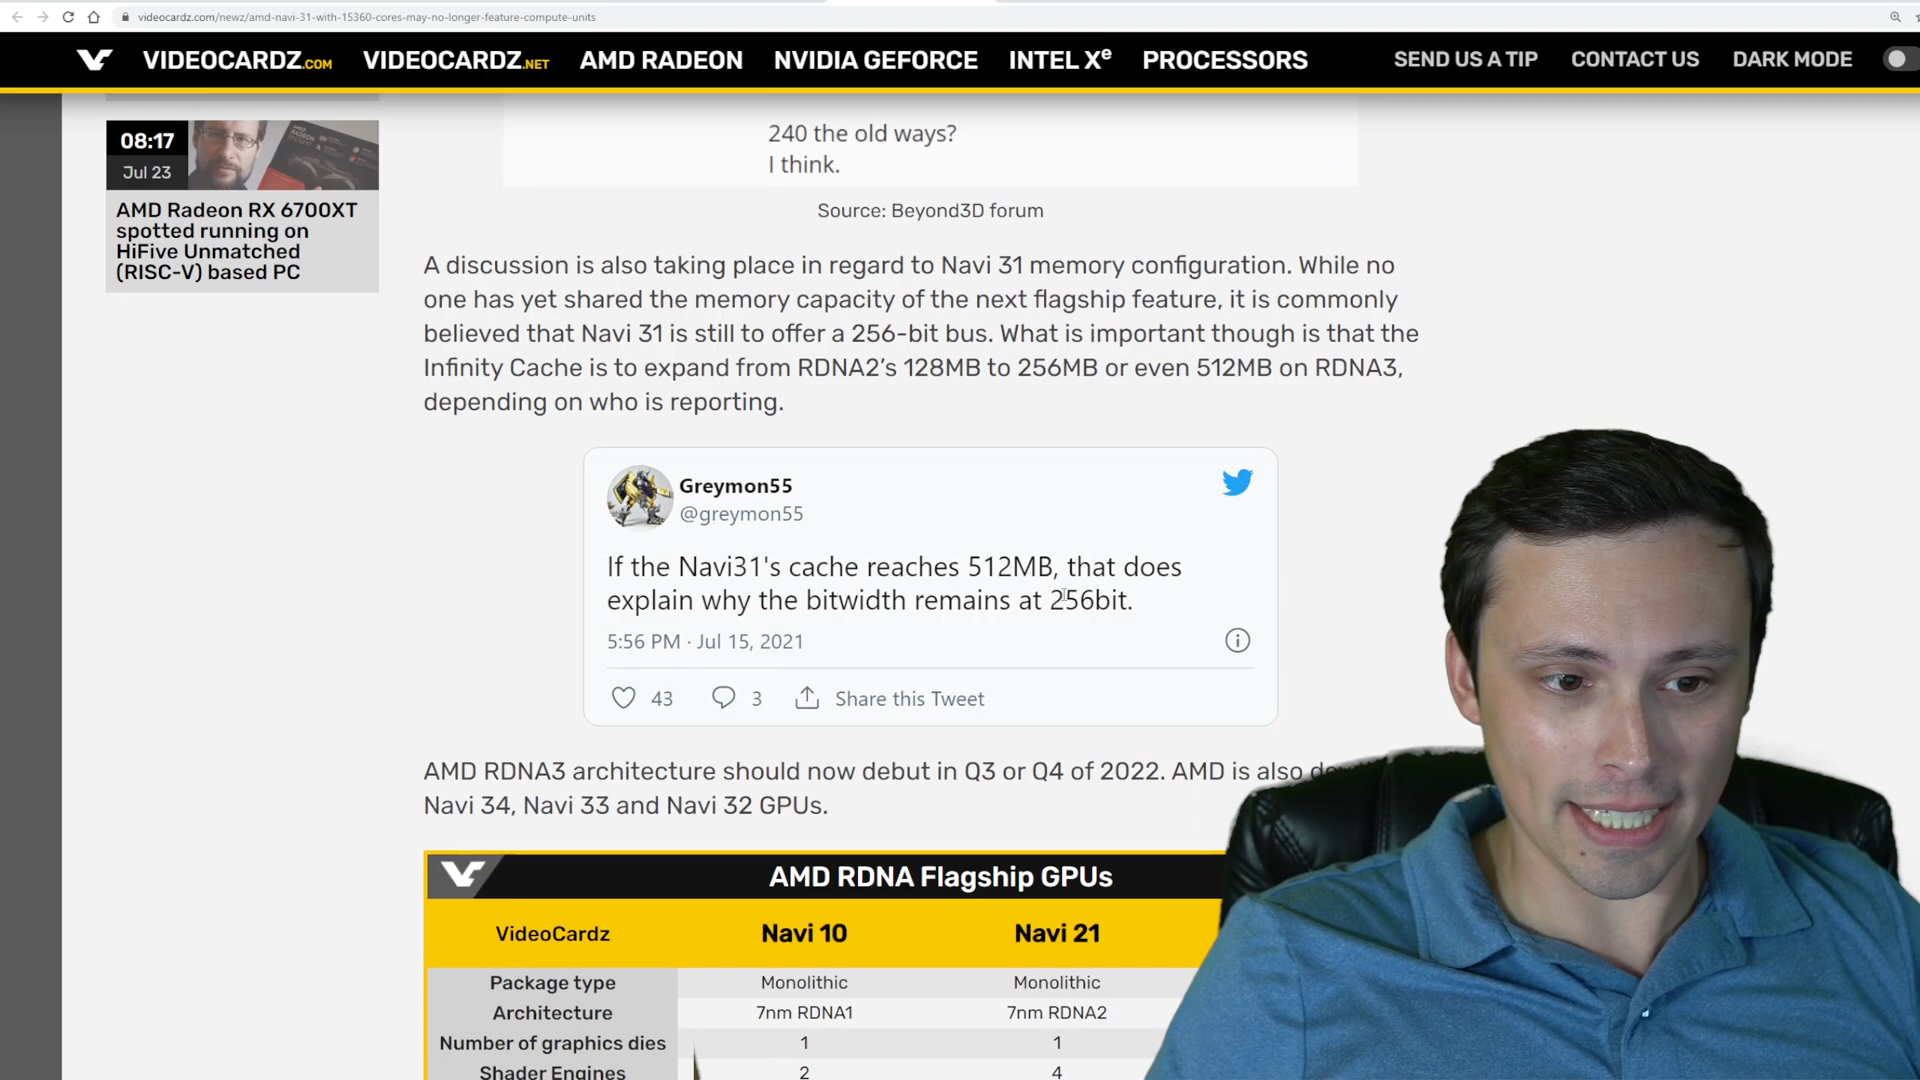 videocardz.com/newz/amd-navi-31-with-15360-cores-may-no-longer-feature-compute-units
VIDEOCARDZ.COM VIDEOCARDZ.NET AMD RADEON NVIDIA GEFORCE INTEL Xe PROCESSORS SEND US A TIP CONTACT US DARK MODE
08:17
Jul 23
AMD Radeon RX 6700XT
spotted running on
HiFive Unmatched
(RISC-V) based PC
240 the old ways?
I think.
Source: Beyond3D forum
A discussion is also taking place in regard to Navi 31 memory configuration. While no
one has yet shared the memory capacity of the next flagship feature, it is commonly
believed that Navi 31 is still to offer a 256-bit bus. What is important though is that the
Infinity Cache is to expand from RDNA2’s 128MB to 256MB or even 512MB on RDNA3,
depending on who is reporting.
Greymon55
@greymon55
If the Navi31's cache reaches 512MB, that does
explain why the bitwidth remains at 256bit.
5:56 PM · Jul 15, 2021
43 3 Share this Tweet
AMD RDNA3 architecture should now debut in Q3 or Q4 of 2022. AMD is also
Navi 34, Navi 33 and Navi 32 GPUs.
AMD RDNA Flagship GPUs
VideoCardz Navi 10 Navi 21
Package type Monolithic Monolithic
Architecture 7nm RDNA1 7nm RDNA2
Number of graphics dies 1 1
Shader Engines 2 4